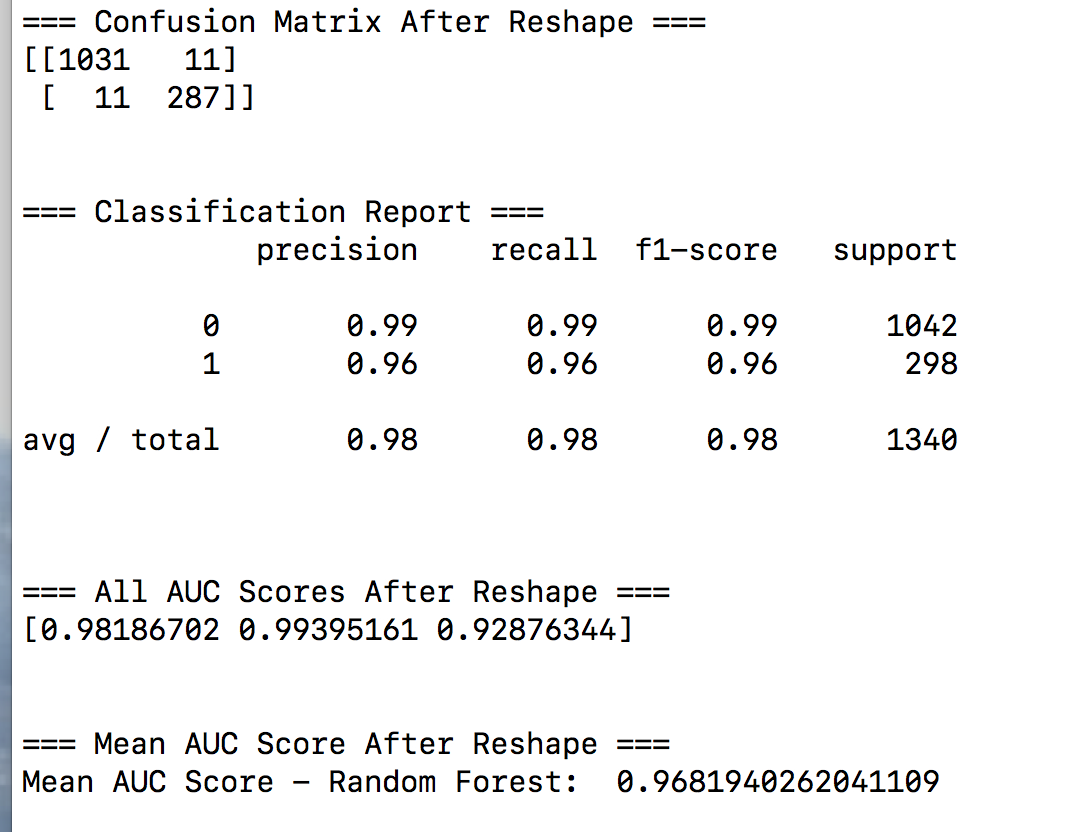 === Confusion Matrix After Reshape ===
[[1031   11]
 [  11  287]]
=== Classification Report ===
             precision    recall  f1-score   support
          0       0.99      0.99      0.99      1042
          1       0.96      0.96      0.96       298
avg / total       0.98      0.98      0.98      1340
=== All AUC Scores After Reshape ===
[0.98186702 0.99395161 0.92876344]
=== Mean AUC Score After Reshape ===
Mean AUC Score – Random Forest:  0.9681940262041109